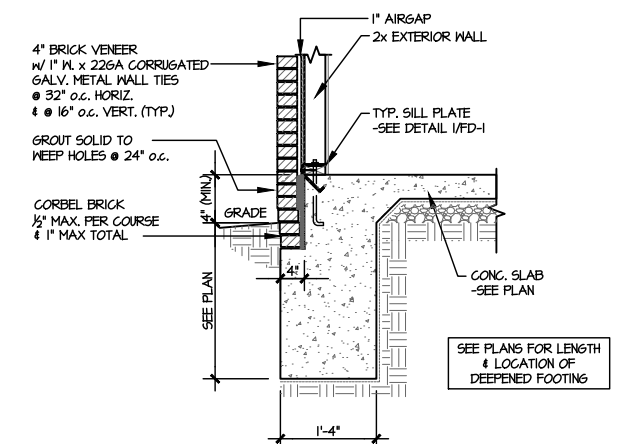 1" AIRGAP
2x EXTERIOR WALL
4" BRICK VENEER
w/ 1" W. x 22GA CORRUGATED
GALV. METAL WALL TIES
@ 32" o.c. HORIZ.
& @ 16" o.c. VERT. (TYP.)
TYP. SILL PLATE
-SEE DETAIL 1/FD-1
GROUT SOLID TO
WEEP HOLES @ 24" o.c.
4" (MIN.)
CORBEL BRICK
½" MAX. PER COURSE
& 1" MAX TOTAL
GRADE
4"
SEE PLAN
CONC. SLAB
-SEE PLAN
SEE PLANS FOR LENGTH
& LOCATION OF
DEEPENED FOOTING
1'-4"